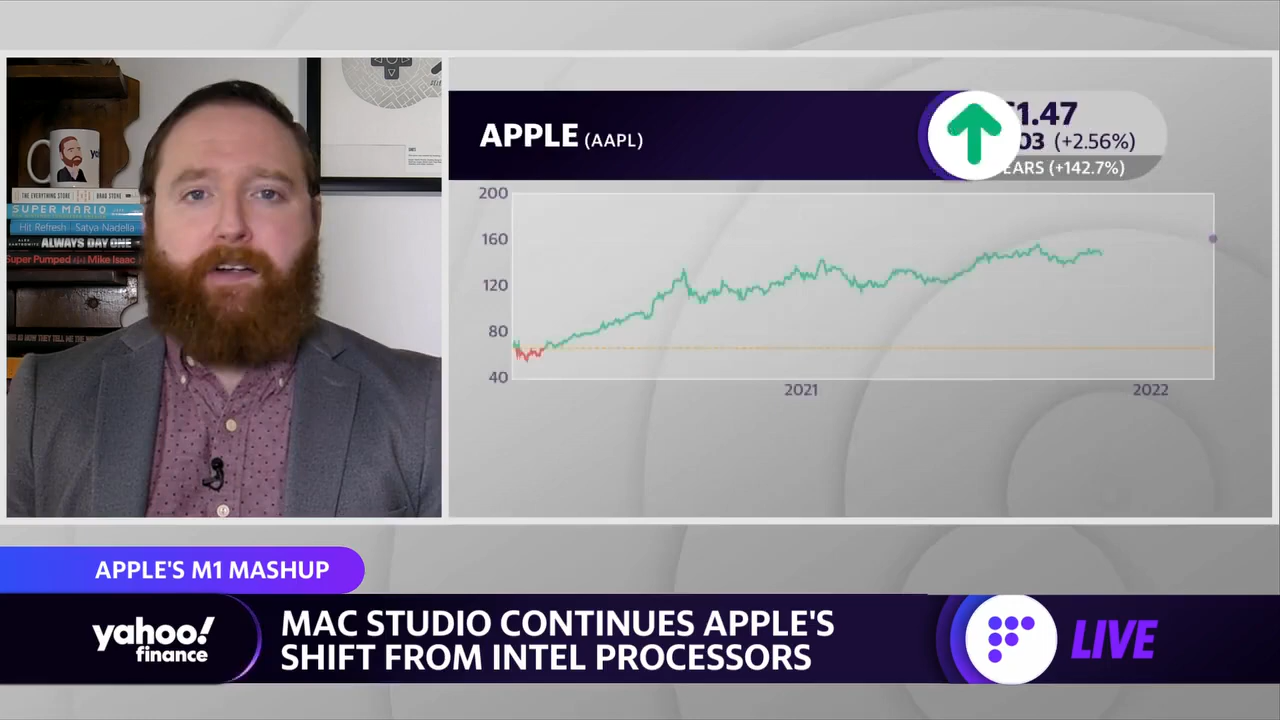 THE EVERYTHING STORE BRAD STONE
SUPER MARIO
Hit Refresh Satya Nadella
ALWAYS DAY ONE
Super Pumped Mike Isaac
APPLE (AAPL)
1.47
03 (+2.56%)
EARS (+142.7%)
200
160
120
80
40
2021
2022
APPLE'S M1 MASHUP
yahoo!
finance
MAC STUDIO CONTINUES APPLE'S
SHIFT FROM INTEL PROCESSORS
LIVE